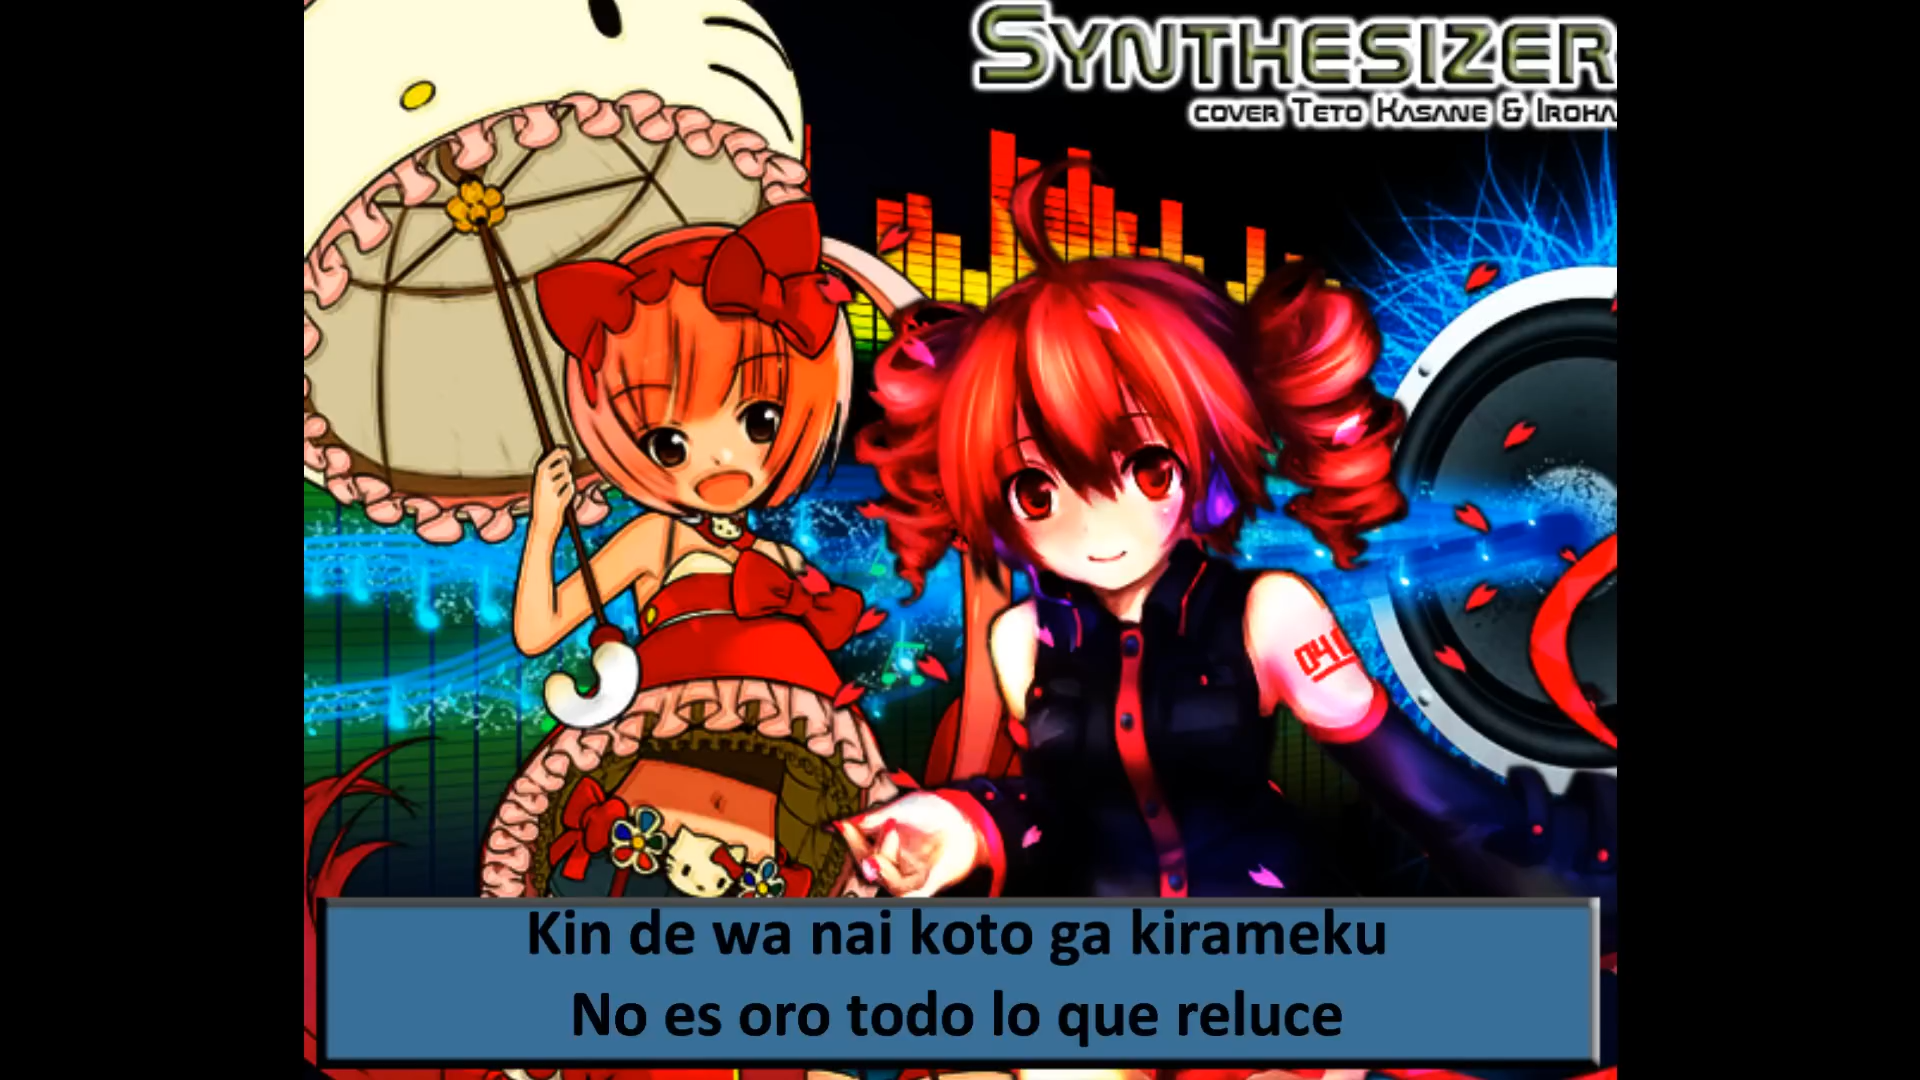 SYNTHESIZER
COVER TETO KASANE & IROHA
Kin de wa nai koto ga kirameku
No es oro todo lo que reluce